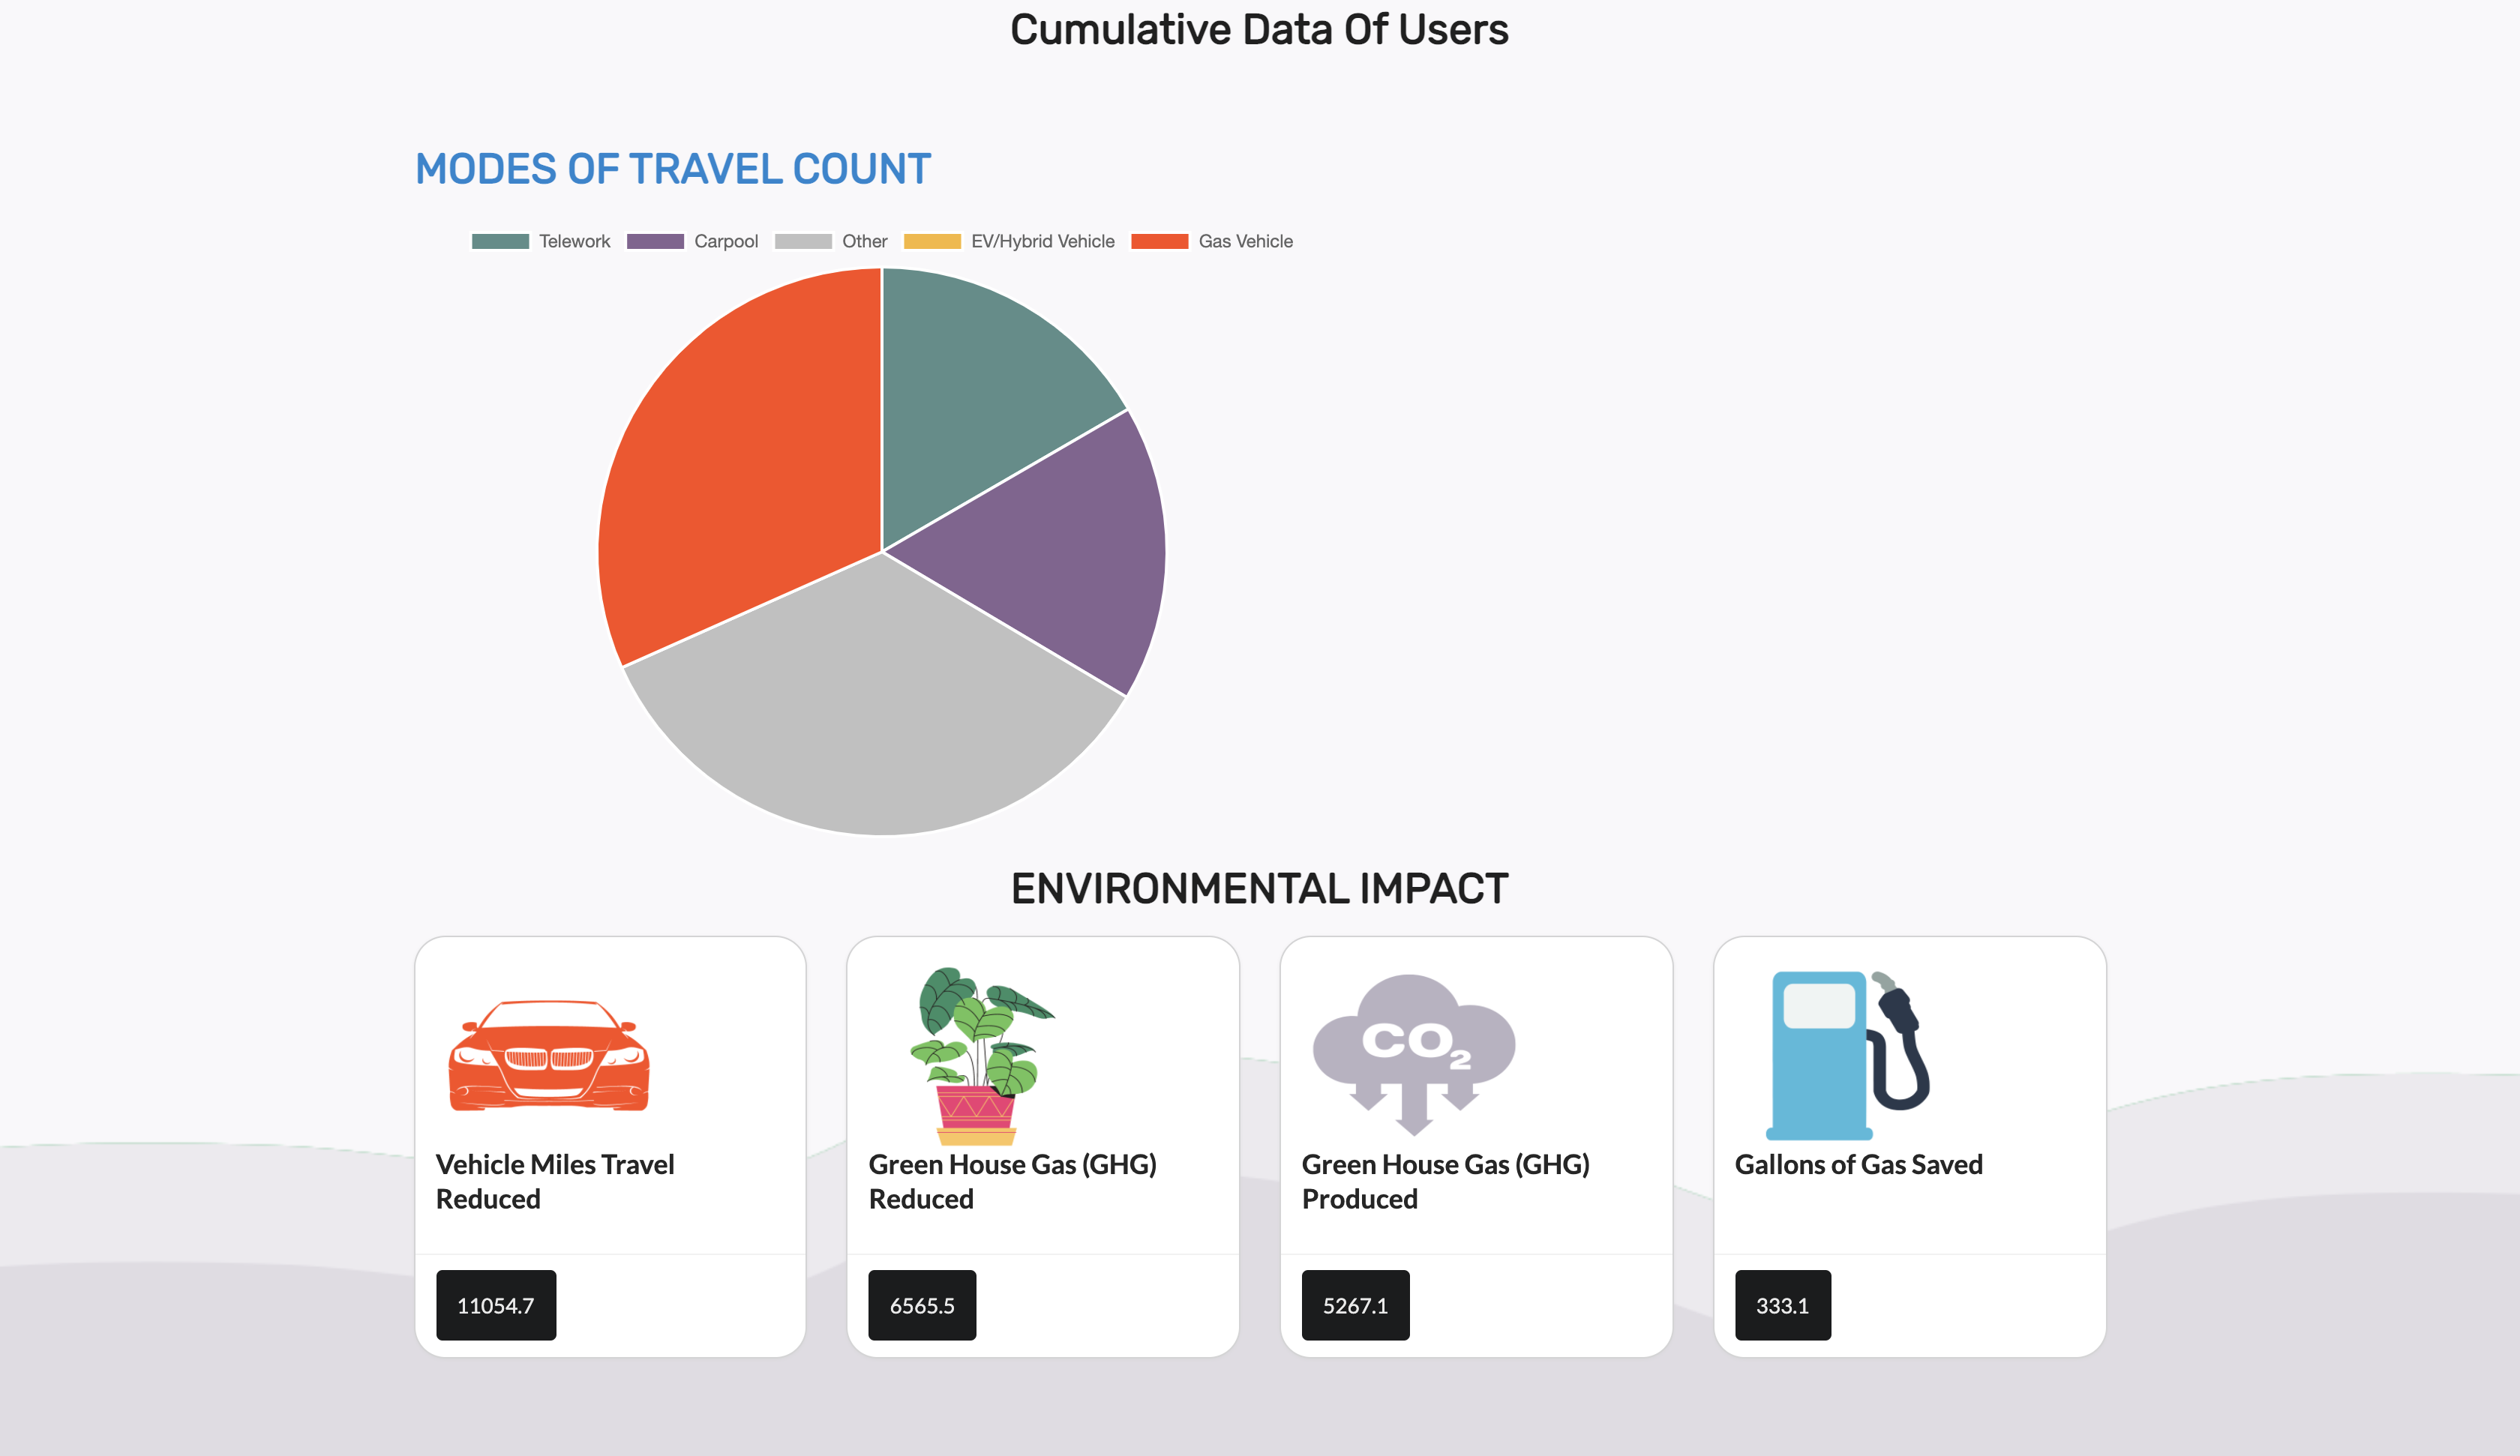 Cumulative Data Of Users
MODES OF TRAVEL COUNT
Telework Carpool Other EV/Hybrid Vehicle Gas Vehicle
ENVIRONMENTAL IMPACT
CO2
Vehicle Miles Travel
Reduced
11054.7
Green House Gas (GHG)
Reduced
6565.5
Green House Gas (GHG)
Produced
5267.1
Gallons of Gas Saved
333.1